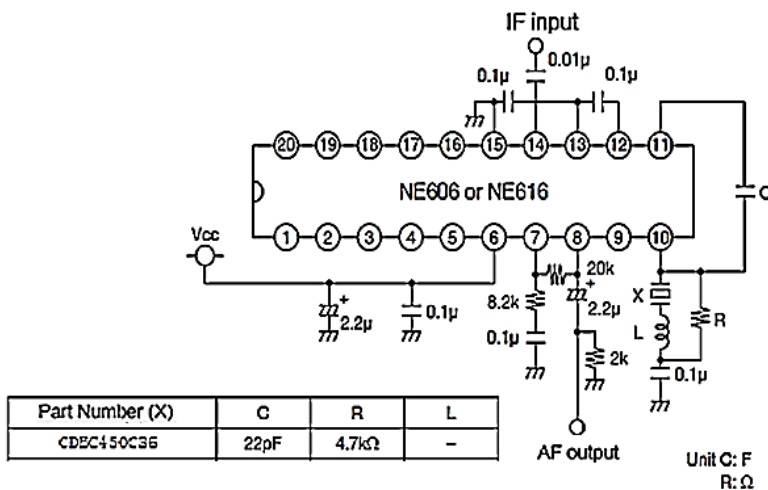 IF input
0.01μ
0.1μ
0.1μ
20 19 18 17 16 15 14 13 12 11
NE606 or NE616
C
1 2 3 4 5 6 7 8 9 10
Vcc
20k
+
2.2μ
0.1μ
8.2k
+
2.2μ
X
R
0.1μ
L
2k
0.1μ
AF output
Part Number (X) C R L
CDEC450C36 22pF 4.7kΩ –
Unit C: F
R: Ω